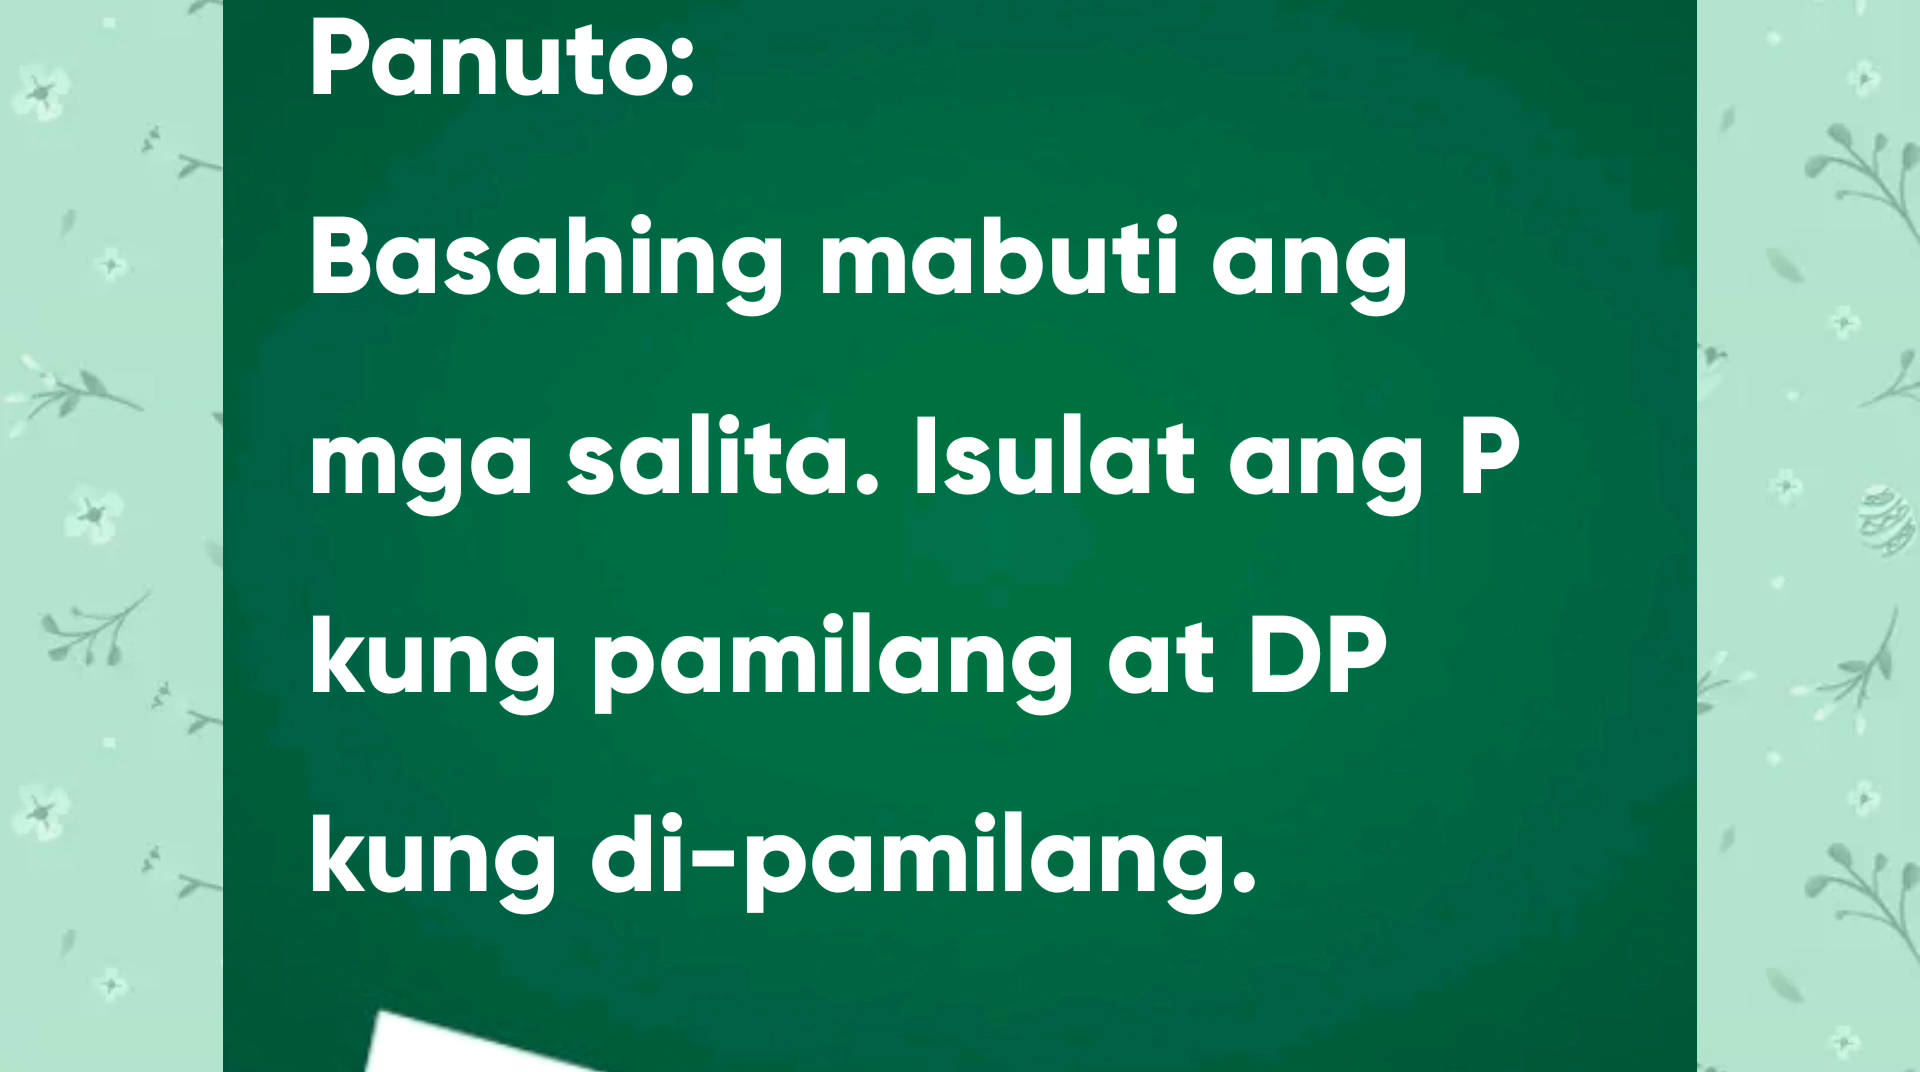 Panuto:
Basahing mabuti ang
mga salita. Isulat ang P
kung pamilang at DP
kung di-pamilang.